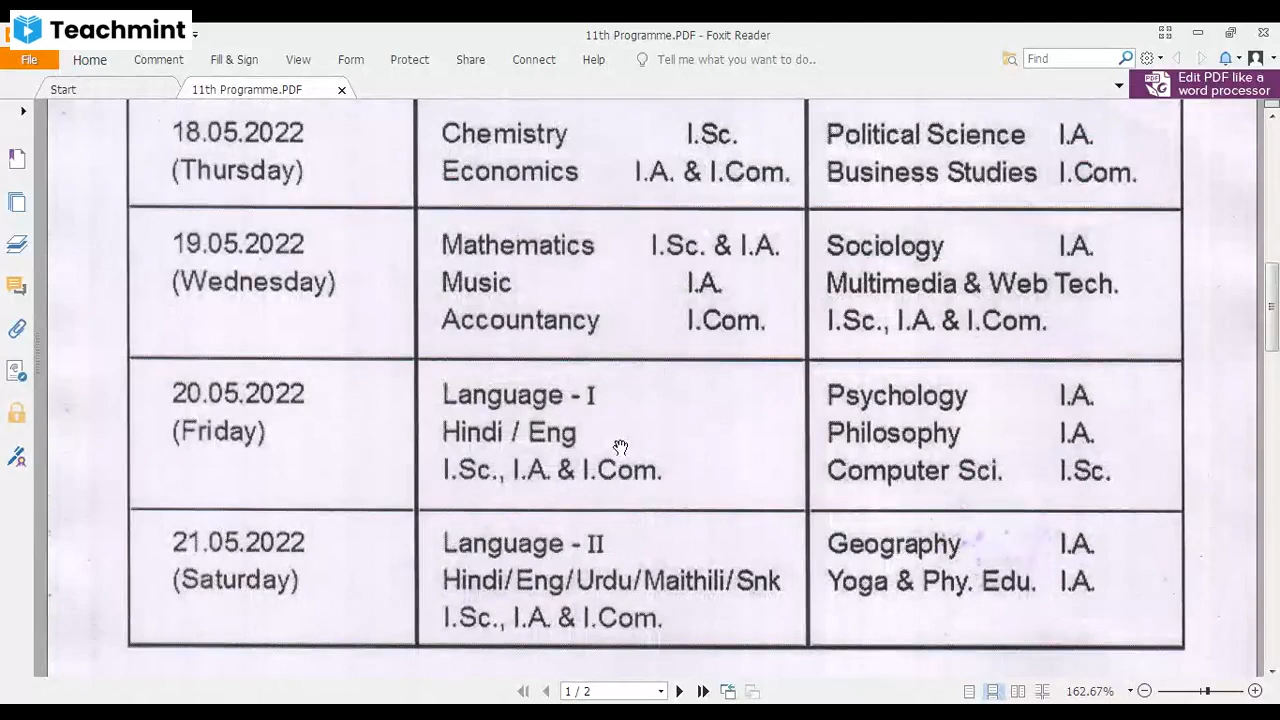 Teachmint
11th Programme.PDF - Foxit Reader
File Home Comment Fill & Sign View Form Protect Share Connect Help Tell me what you want to do.. Find
Start 11th Programme.PDF x
Edit PDF like a
word processor
18.05.2022 Chemistry I.Sc. Political Science I.A.
(Thursday) Economics I.A. & I.Com. Business Studies I.Com.
19.05.2022 Mathematics I.Sc. & I.A. Sociology I.A.
(Wednesday) Music I.A. Multimedia & Web Tech.
Accountancy I.Com. I.Sc., I.A. & I.Com.
20.05.2022 Language - I Psychology I.A.
(Friday) Hindi / Eng Philosophy I.A.
I.Sc., I.A. & I.Com. Computer Sci. I.Sc.
21.05.2022 Language - II Geography I.A.
(Saturday) Hindi/Eng/Urdu/Maithili/Snk Yoga & Phy. Edu. I.A.
I.Sc., I.A. & I.Com.
1 / 2 162.67%